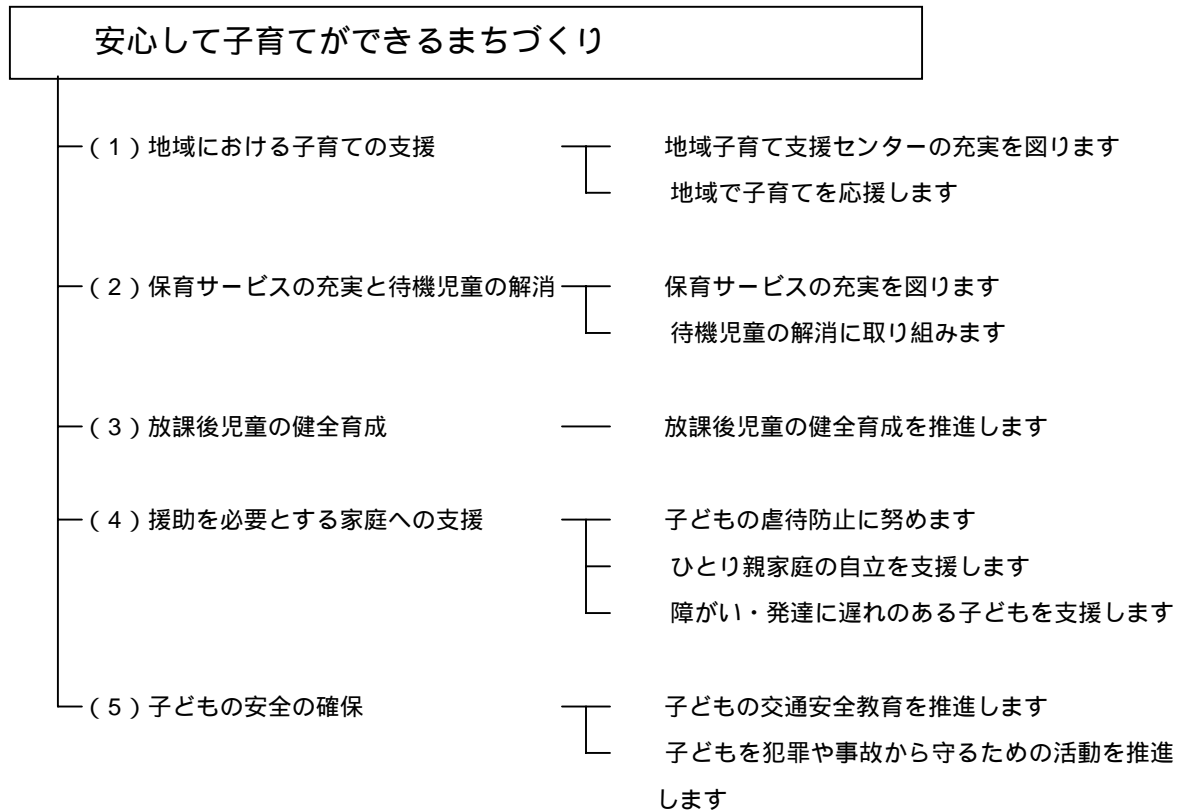 安心して子育てができるまちづくり
(1)地域における子育ての支援 地域子育て支援センターの充実を図ります
地域で子育てを応援します
(2)保育サービスの充実と待機児童の解消 保育サービスの充実を図ります
待機児童の解消に取り組みます
(3)放課後児童の健全育成 放課後児童の健全育成を推進します
(4)援助を必要とする家庭への支援 子どもの虐待防止に努めます
ひとり親家庭の自立を支援します
障がい・発達に遅れのある子どもを支援します
(5)子どもの安全の確保 子どもの交通安全教育を推進します
子どもを犯罪や事故から守るための活動を推進
します